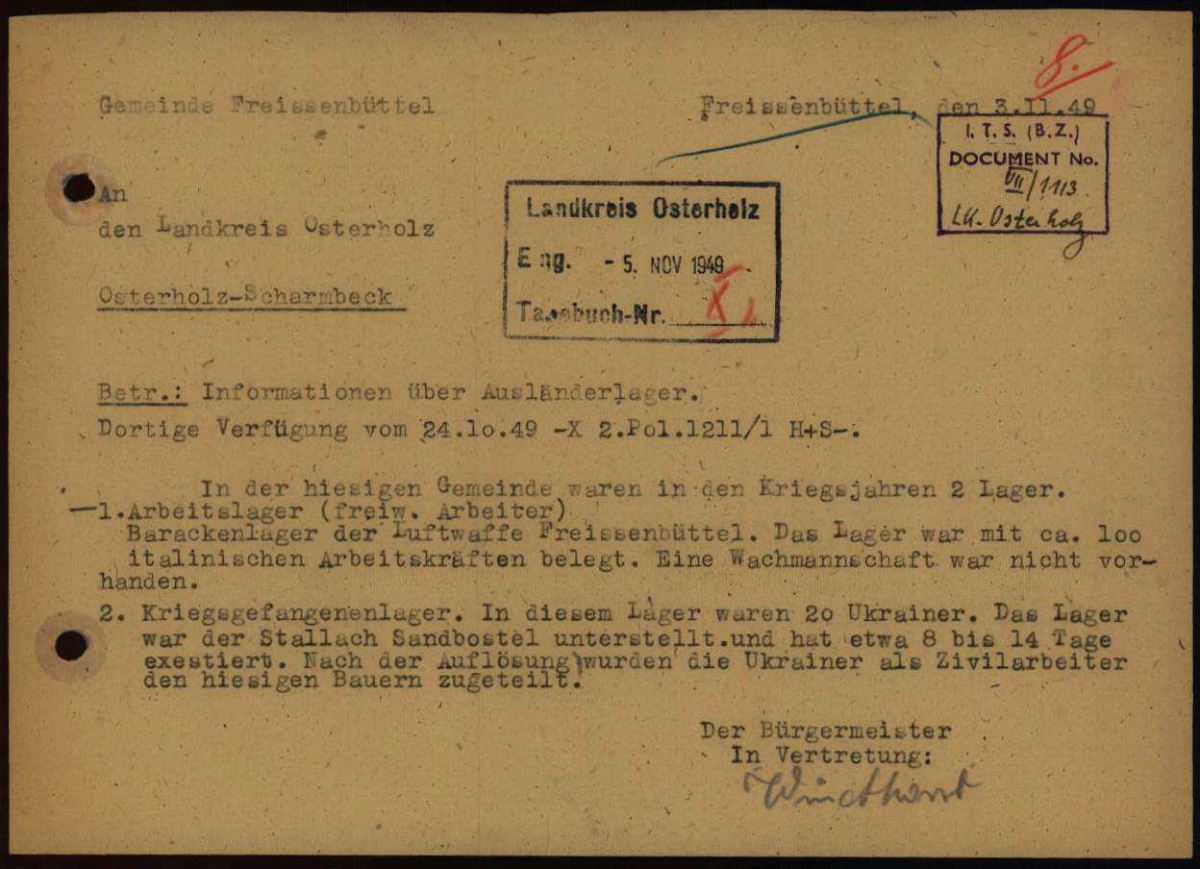 8.
Gemeinde Freissenbüttel
Freissenbüttel, den 3.II.49
I. T. S. (B.Z.)
DOCUMENT No.
VII/1113
LK. Osterholz
An
den Landkreis Osterholz
Osterholz-Scharmbeck
Landkreis Osterholz
Eing. - 5. NOV 1949
Tagebuch-Nr.
X
Betr.: Informationen über Ausländerlager.
Dortige Verfügung vom 24.1o.49 -X 2.Pol.1211/1 H+S-.
In der hiesigen Gemeinde waren in den Kriegsjahren 2 Lager.
1.Arbeitslager (freiw. Arbeiter)
Barackenlager der Luftwaffe Freissenbüttel. Das Lager war mit ca. 1oo
italinischen Arbeitskräften belegt. Eine Wachmannschaft war nicht vor-
handen.
2. Kriegsgefangenenlager. In diesem Lager waren 2o Ukrainer. Das Lager
war der Stallach Sandbostel unterstellt.und hat etwa 8 bis 14 Tage
exestiert. Nach der Auflösung wurden die Ukrainer als Zivilarbeiter
den hiesigen Bauern zugeteilt.
Der Bürgermeister
In Vertretung:
Windhorst